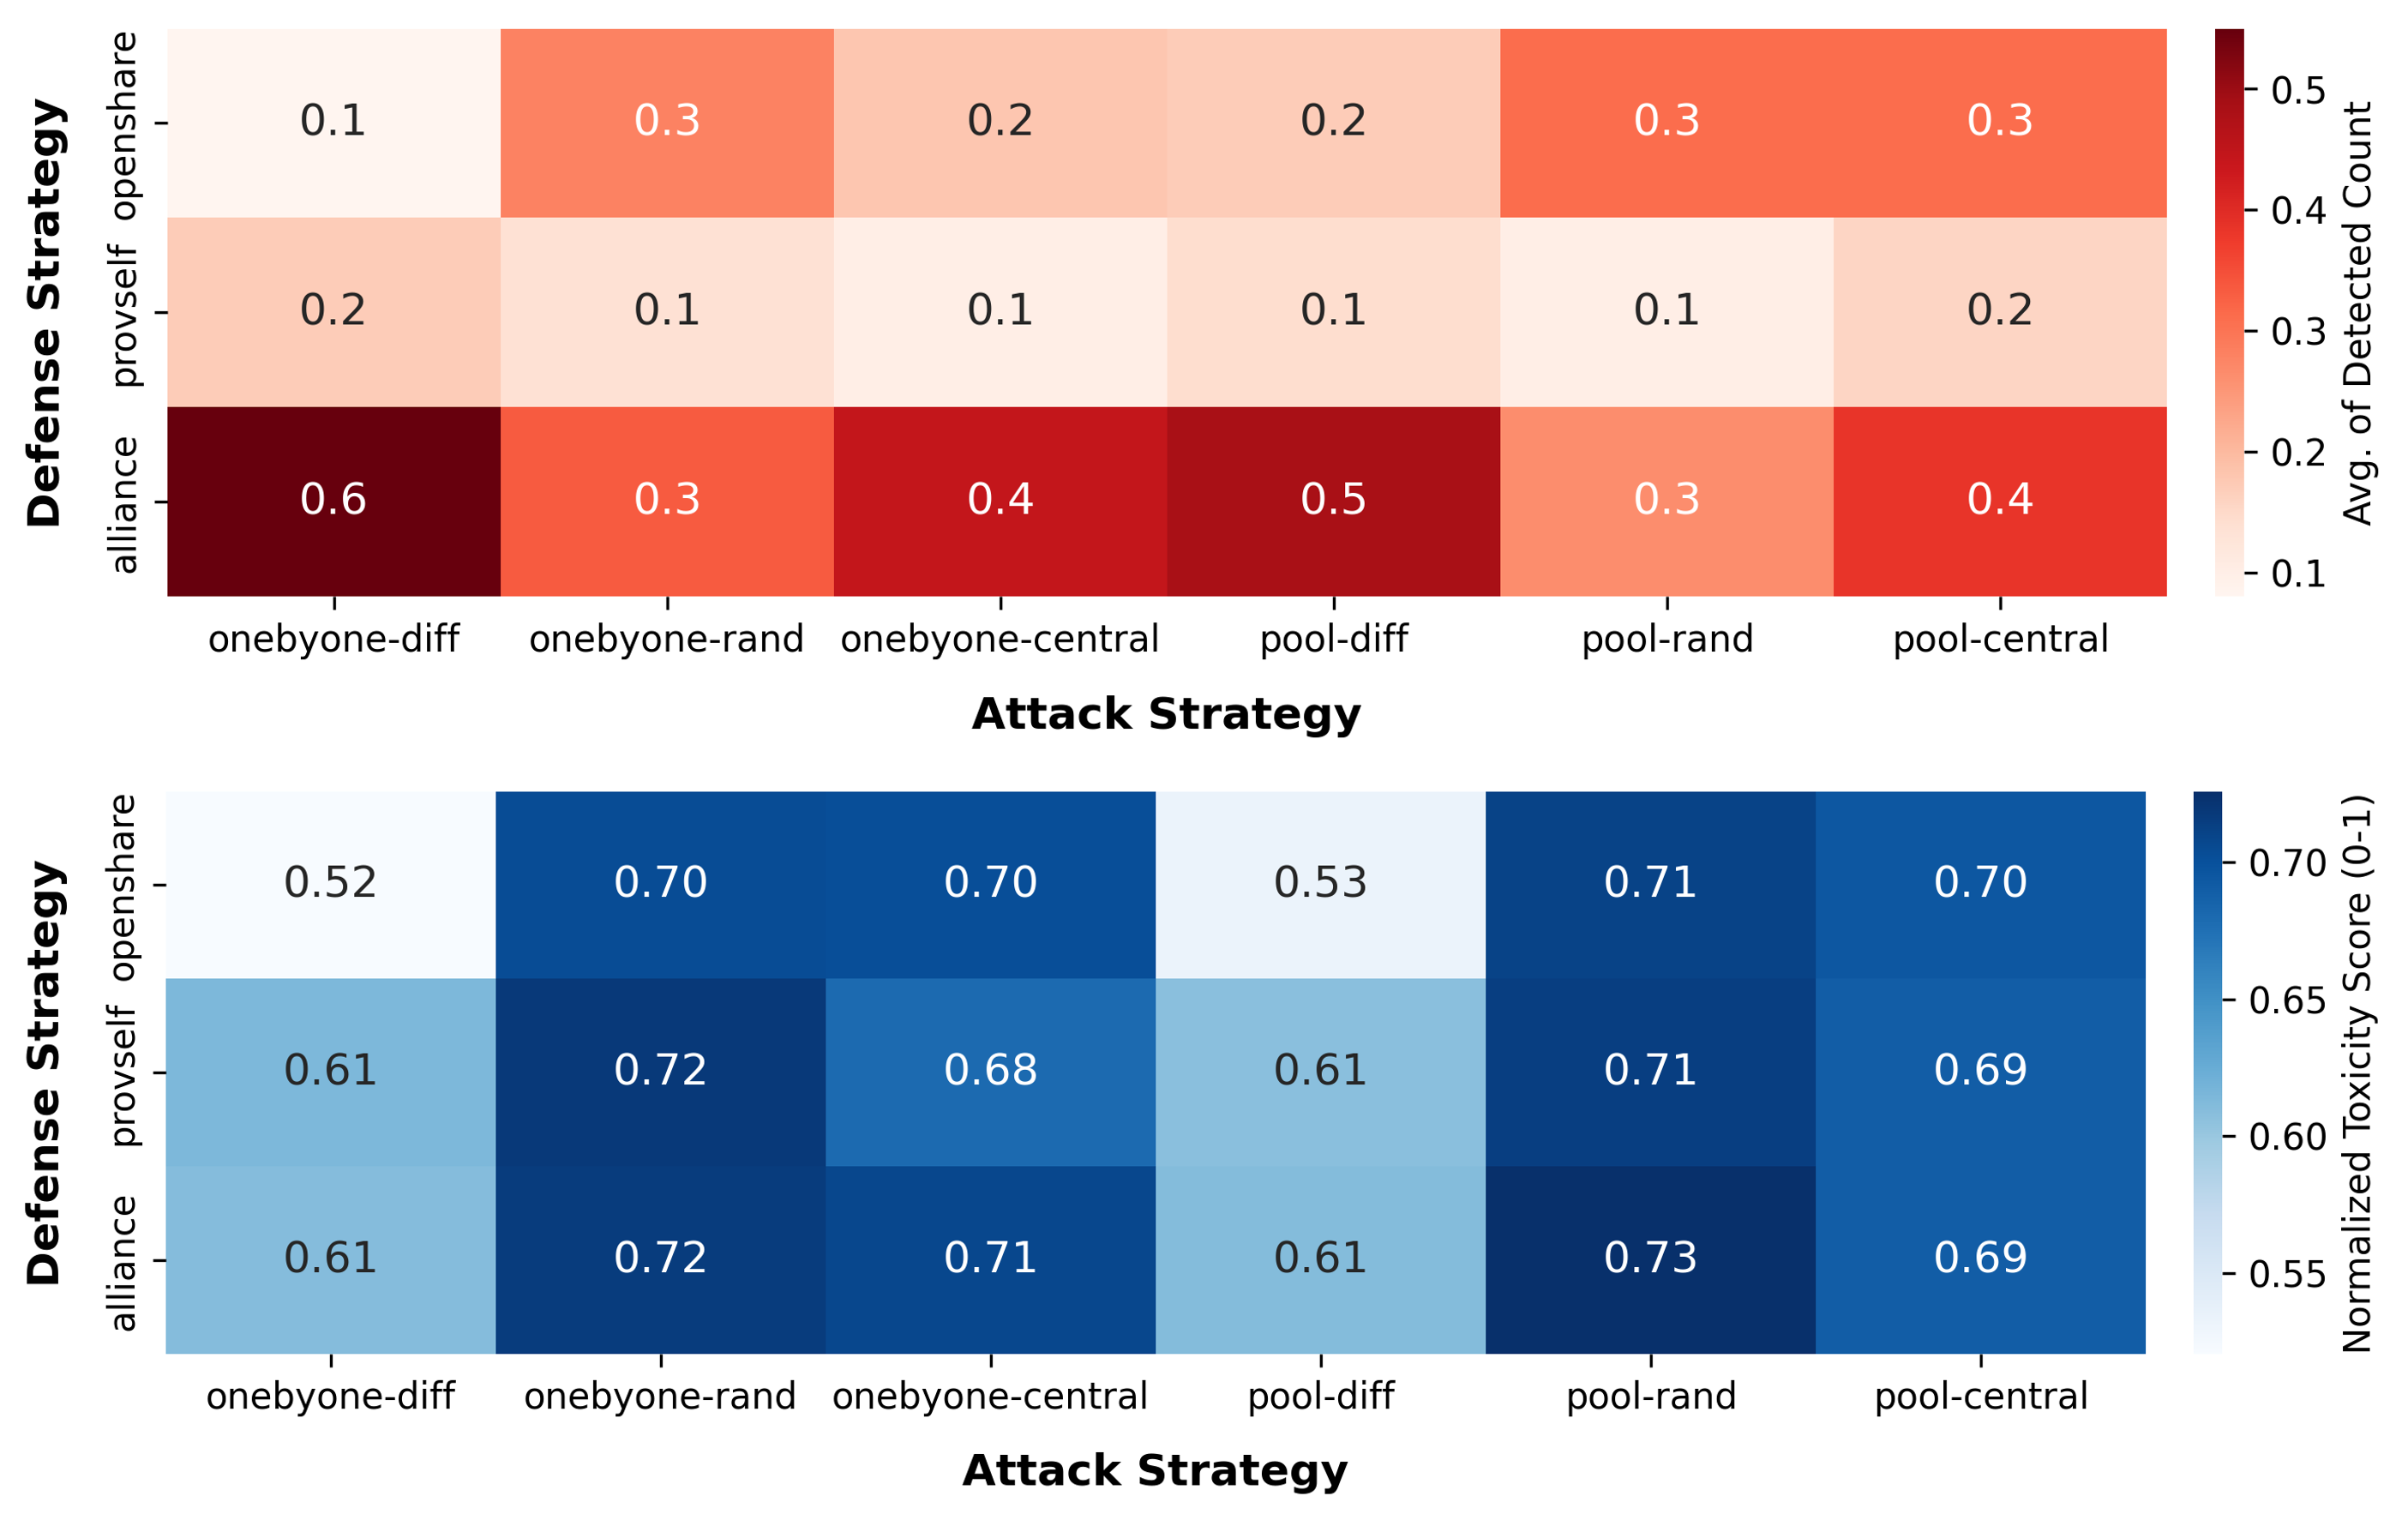 Defense Strategy
openshare
provself
alliance
0.1 0.3 0.2 0.2 0.3 0.3
0.2 0.1 0.1 0.1 0.1 0.2
0.6 0.3 0.4 0.5 0.3 0.4
onebyone-diff onebyone-rand onebyone-central pool-diff pool-rand pool-central
Attack Strategy
0.5
0.4
0.3
0.2
0.1
Avg. of Detected Count
Defense Strategy
openshare
provself
alliance
0.52 0.70 0.70 0.53 0.71 0.70
0.61 0.72 0.68 0.61 0.71 0.69
0.61 0.72 0.71 0.61 0.73 0.69
onebyone-diff onebyone-rand onebyone-central pool-diff pool-rand pool-central
Attack Strategy
0.70
0.65
0.60
0.55
Normalized Toxicity Score (0-1)